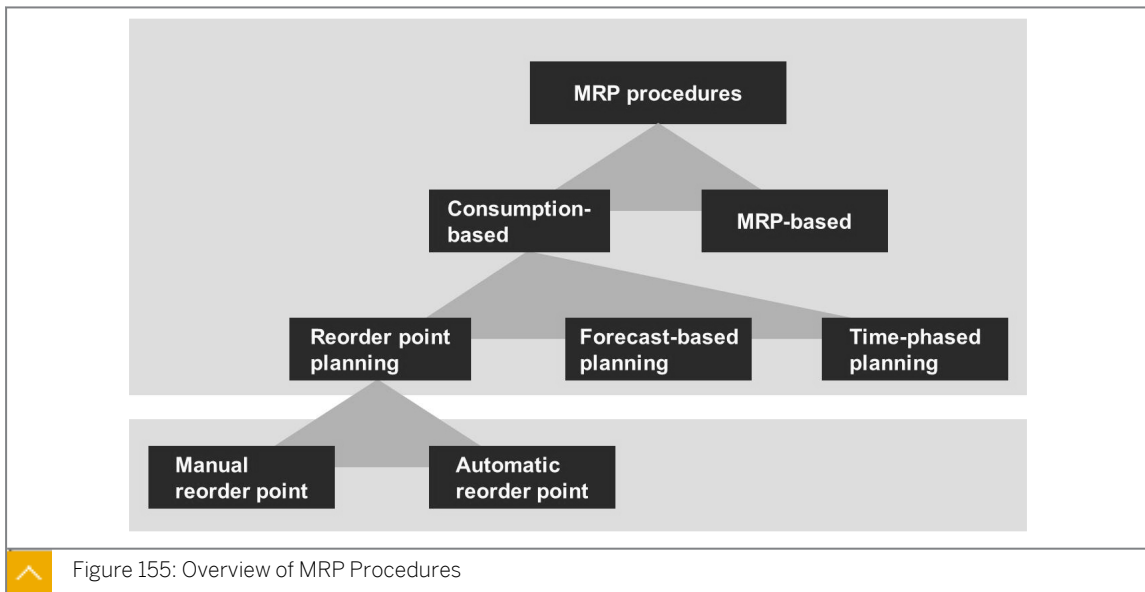 MRP procedures
Consumption-
based
MRP-based
Reorder point
planning
Forecast-based
planning
Time-phased
planning
Manual
reorder point
Automatic
reorder point
Figure 155: Overview of MRP Procedures